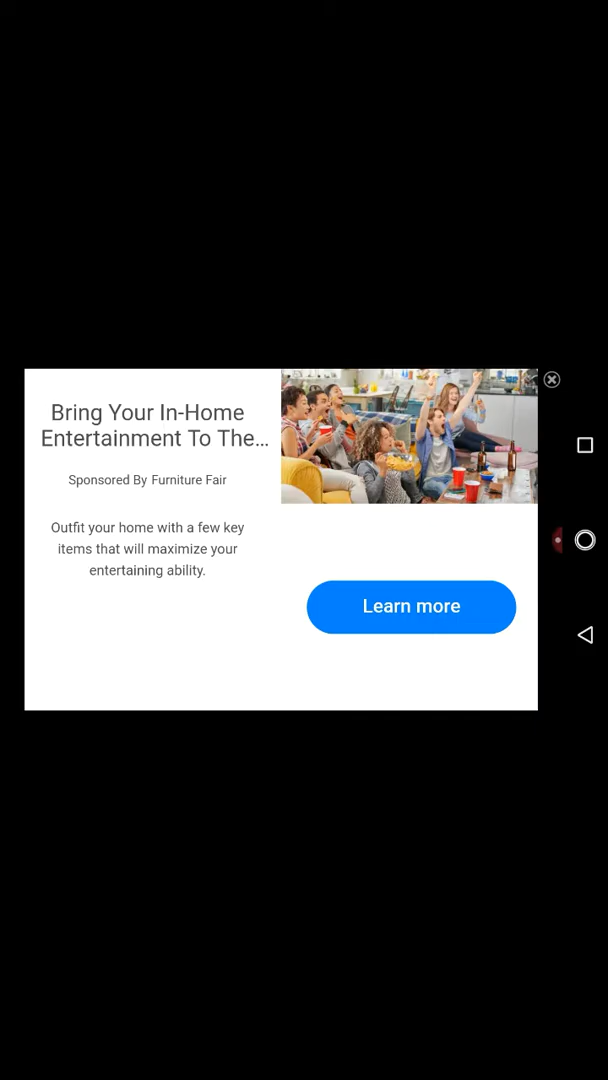 Bring Your In-Home
Entertainment To The...
Sponsored By Furniture Fair
Outfit your home with a few key
items that will maximize your
entertaining ability.
Learn more